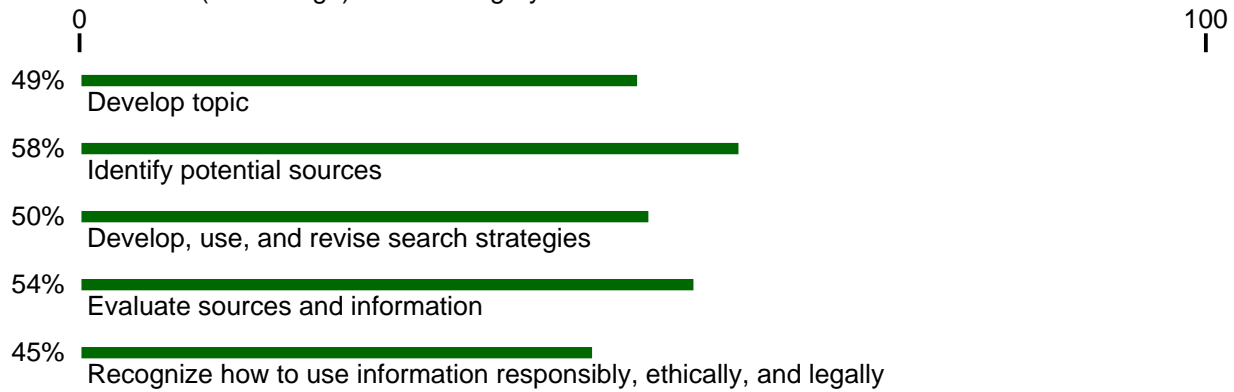 0
100
49%
Develop topic
58%
Identify potential sources
50%
Develop, use, and revise search strategies
54%
Evaluate sources and information
45%
Recognize how to use information responsibly, ethically, and legally